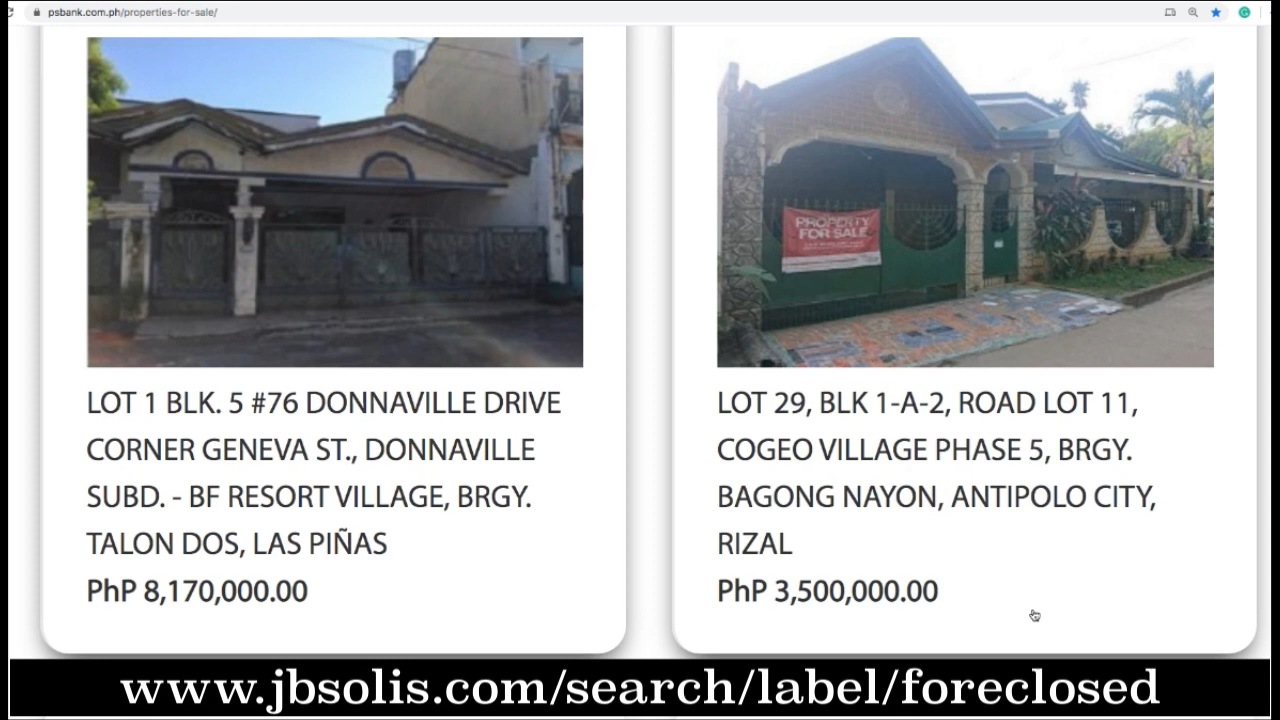 psbank.com.ph/properties-for-sale/
PROPERTY
FOR SALE
LOT 1 BLK. 5 #76 DONNAVILLE DRIVE
CORNER GENEVA ST., DONNAVILLE
SUBD. - BF RESORT VILLAGE, BRGY.
TALON DOS, LAS PIÑAS
PhP 8,170,000.00
LOT 29, BLK 1-A-2, ROAD LOT 11,
COGEO VILLAGE PHASE 5, BRGY.
BAGONG NAYON, ANTIPOLO CITY,
RIZAL
PhP 3,500,000.00
www.jbsolis.com/search/label/foreclosed